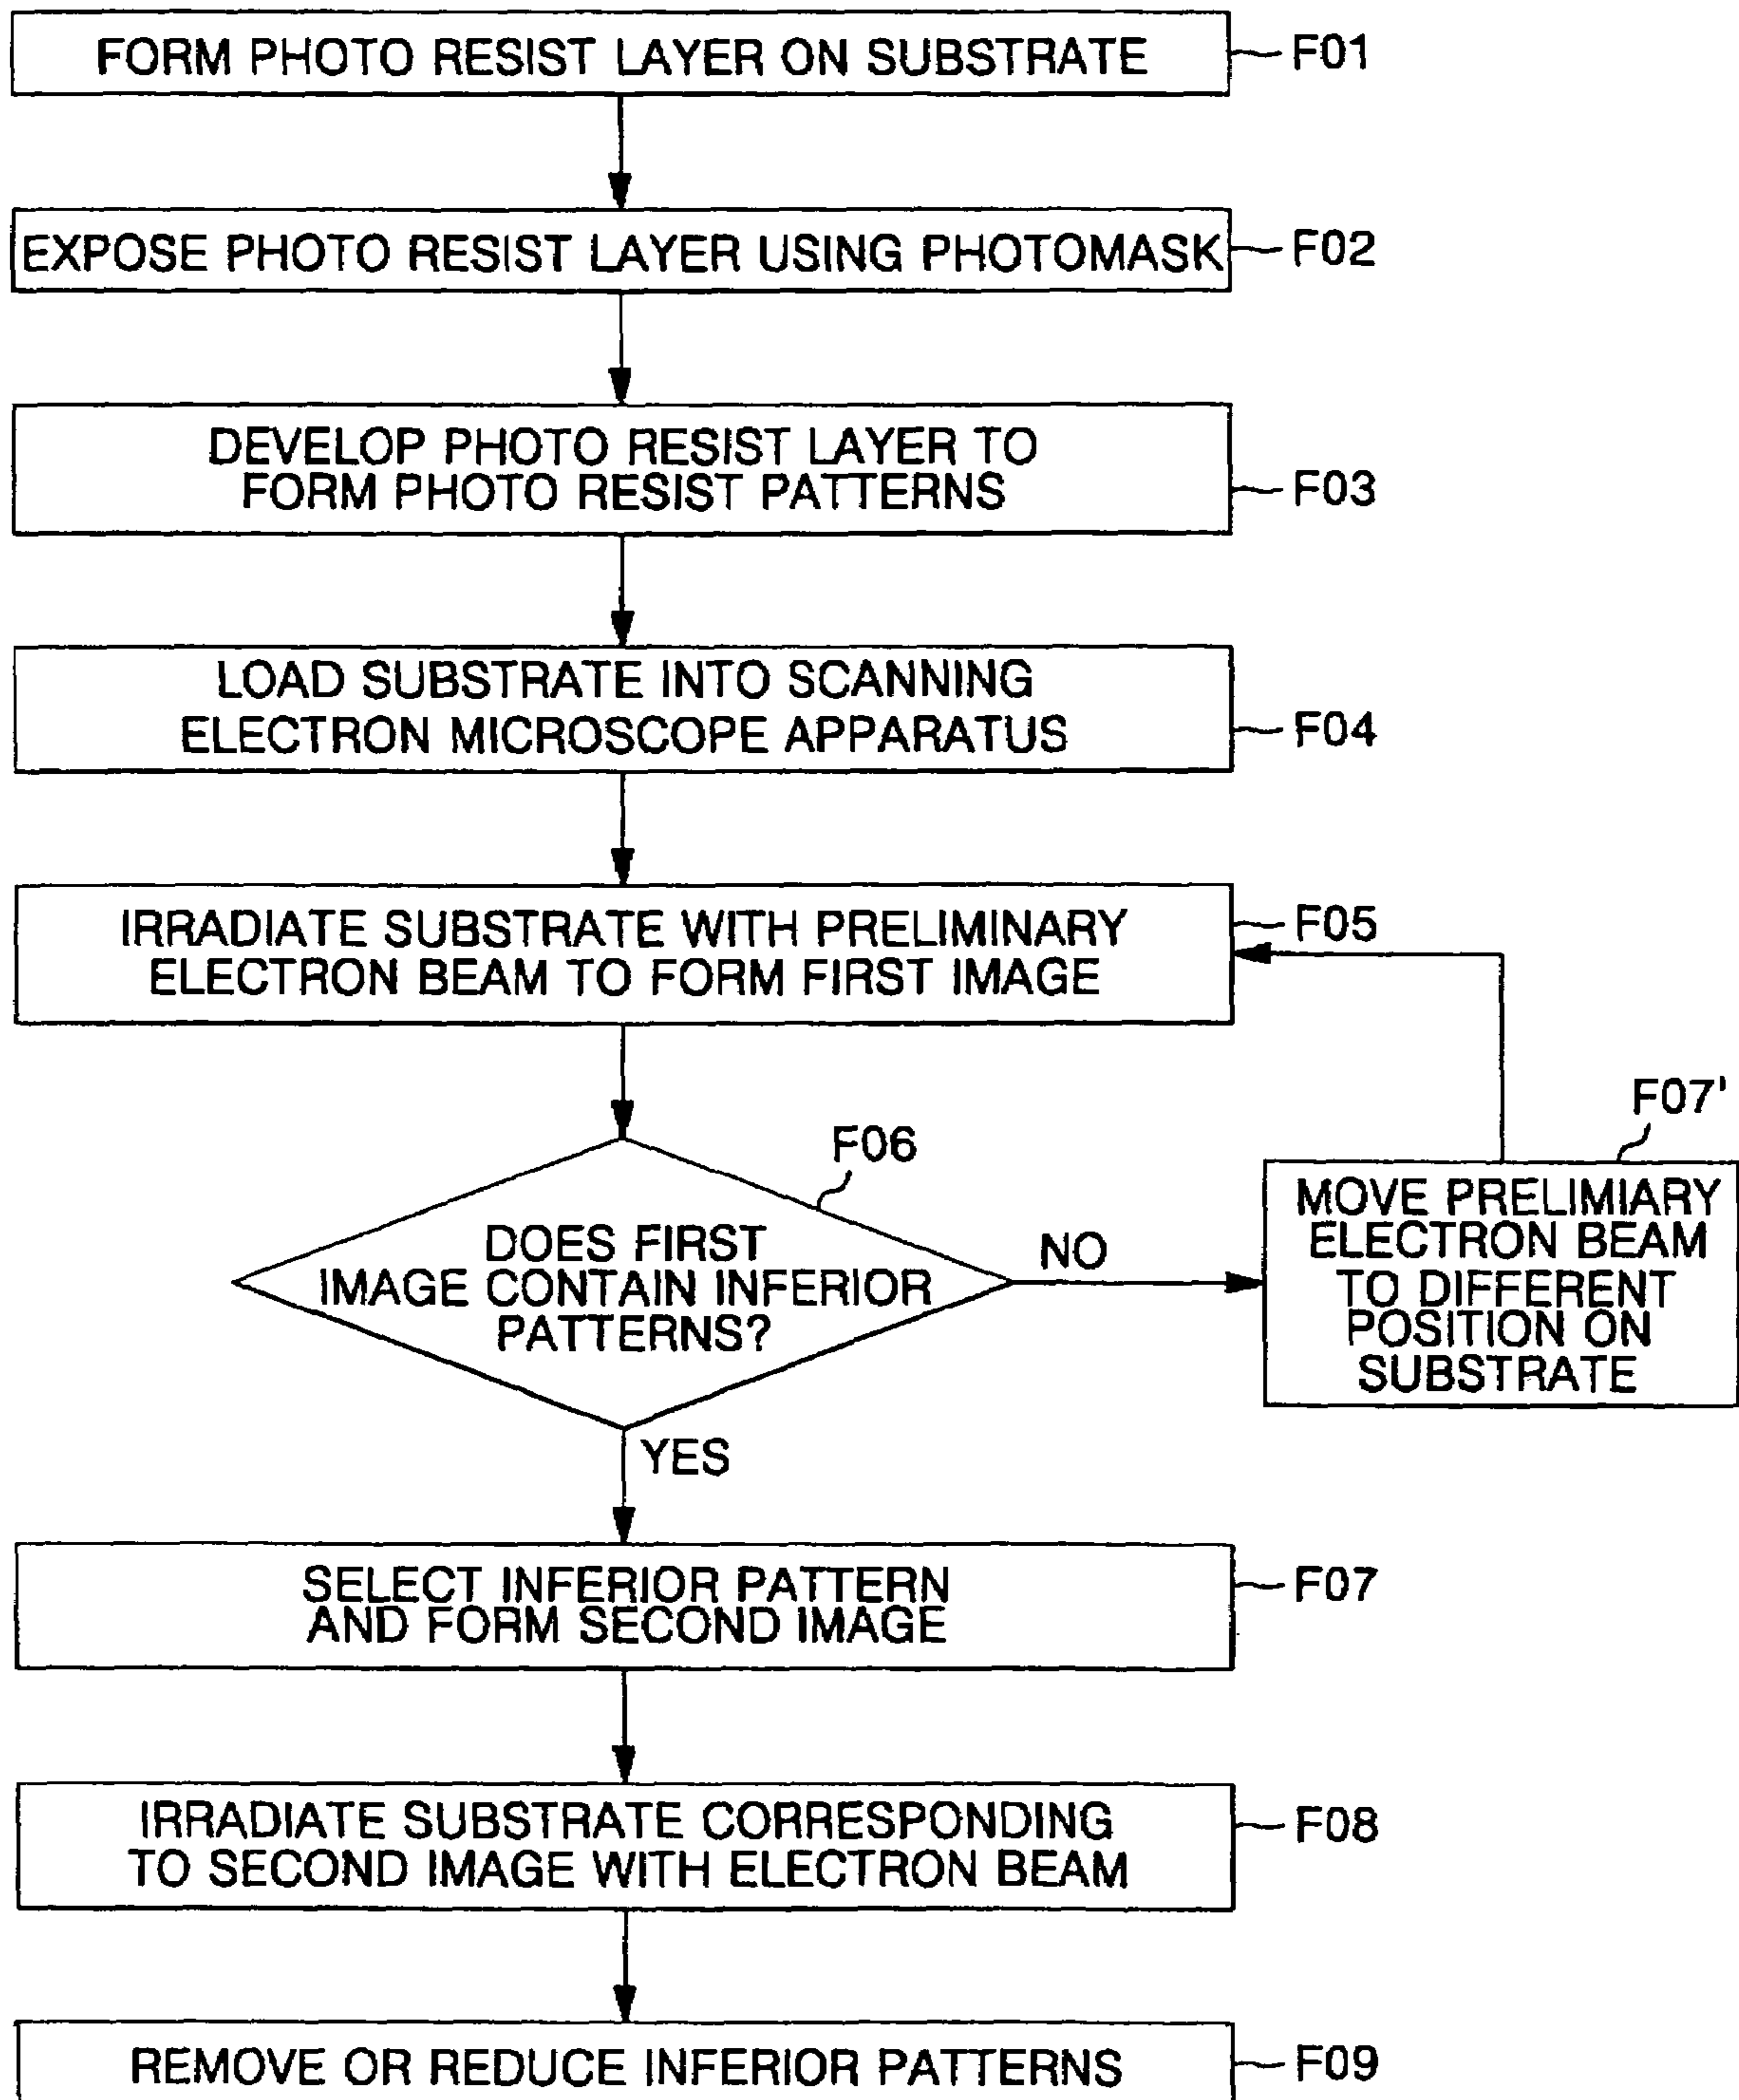 FORM PHOTO RESIST LAYER ON SUBSTRATE
F01
EXPOSE PHOTO RESIST LAYER USING PHOTOMASK
F02
DEVELOP PHOTO RESIST LAYER TO
FORM PHOTO RESIST PATTERNS
F03
LOAD SUBSTRATE INTO SCANNING
ELECTRON MICROSCOPE APPARATUS
F04
IRRADIATE SUBSTRATE WITH PRELIMINARY
ELECTRON BEAM TO FORM FIRST IMAGE
F05
F06
DOES FIRST
IMAGE CONTAIN INFERIOR
PATTERNS?
NO
F07'
MOVE PRELIMIARY
ELECTRON BEAM
TO DIFFERENT
POSITION ON
SUBSTRATE
YES
SELECT INFERIOR PATTERN
AND FORM SECOND IMAGE
F07
IRRADIATE SUBSTRATE CORRESPONDING
TO SECOND IMAGE WITH ELECTRON BEAM
F08
REMOVE OR REDUCE INFERIOR PATTERNS
F09